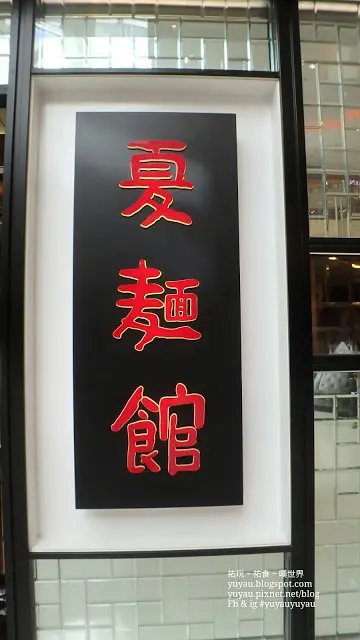 夏
麵
館
祐玩~祐食~嘆世界
yuyau.blogspot.com
yuyau.pixnet.net/blog
Fb & ig #yuyauyuyau